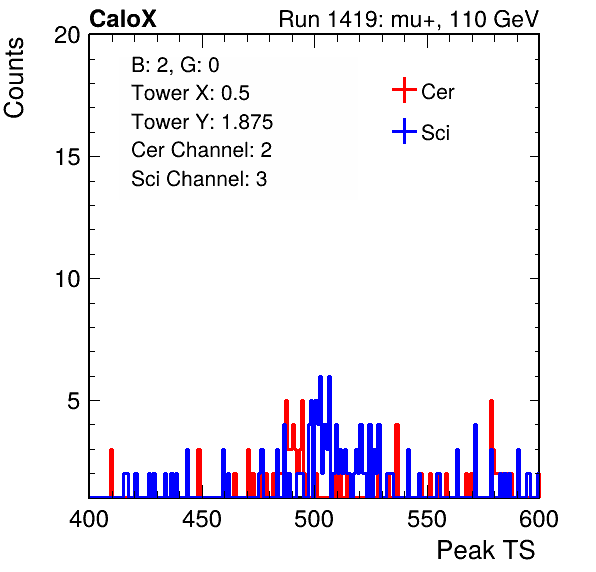 CaloX Run 1419: mu+, 110 GeV
Counts
20
15
10
5
B: 2, G: 0
Tower X: 0.5
Tower Y: 1.875
Cer Channel: 2
Sci Channel: 3
Cer
Sci
400 450 500 550 600
Peak TS